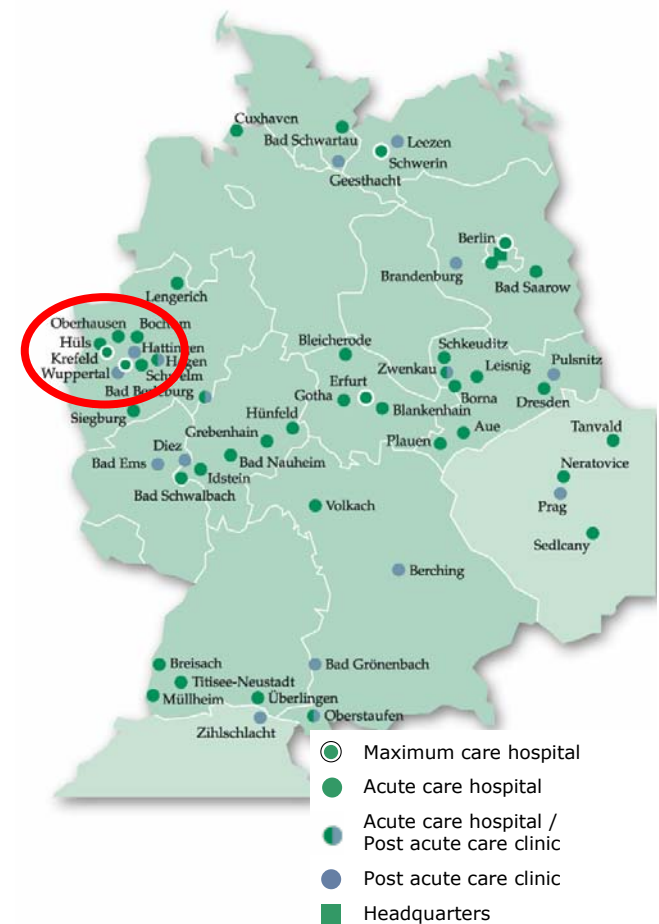 Cuxhaven
Bad Schwartau
Leezen
Schwerin
Geesthacht
Berlin
Brandenburg
Bad Saarow
Lengerich
Oberhausen Bochum
Hüls
Hattingen
Krefeld
Hagen
Wuppertal
Schwelm
Bad Berleburg
Siegburg
Bleicherode
Schkeuditz
Leisnig
Pulsnitz
Zwenkau
Erfurt
Gotha
Borna
Dresden
Blankenhain
Hünfeld
Grebenhain
Aue
Plauen
Tanvald
Diez
Bad Ems
Bad Nauheim
Idstein
Neratovice
Bad Schwalbach
Prag
Volkach
Sedlcany
Berching
Breisach
Bad Grönenbach
Titisee-Neustadt
Müllheim
Überlingen
Oberstaufen
Zihlschlacht
Maximum care hospital
Acute care hospital
Acute care hospital /
Post acute care clinic
Post acute care clinic
Headquarters